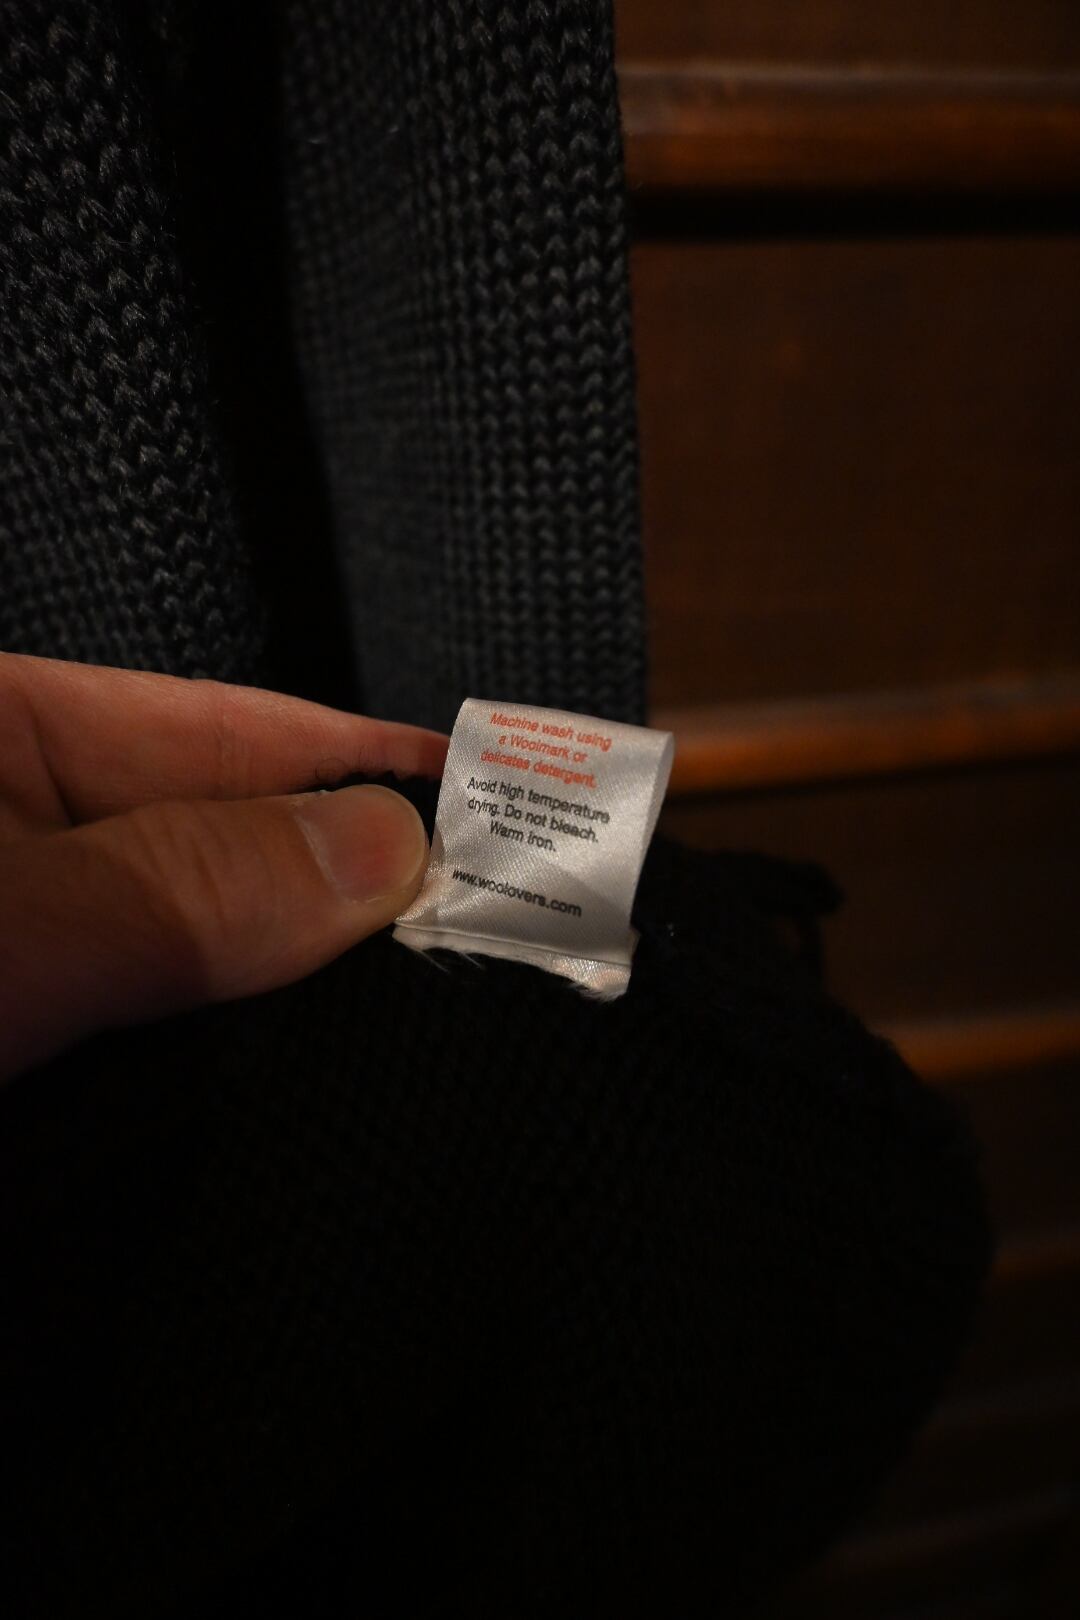 Machine wash using
a Woolmark or
delicates detergent.
Avoid high temperature
drying. Do not bleach.
Warm Iron.
www.woolovers.com